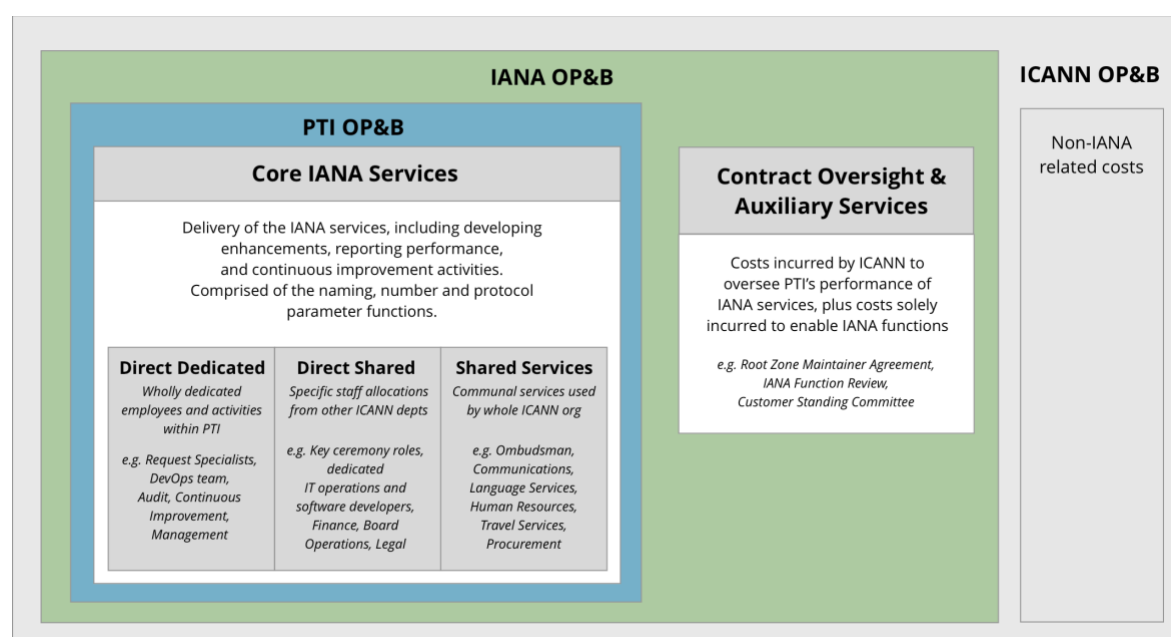 IANA OP&B
ICANN OP&B
PTI OP&B
Core IANA Services
Delivery of the IANA services, including developing
enhancements, reporting performance,
and continuous improvement activities.
Comprised of the naming, number and protocol
parameter functions.
Direct Dedicated
Wholly dedicated
employees and activities
within PTI
e.g. Request Specialists,
DevOps team,
Audit, Continuous
Improvement,
Management
Direct Shared
Specific staff allocations
from other ICANN depts
e.g. Key ceremony roles,
dedicated
IT operations and
software developers,
Finance, Board
Operations, Legal
Shared Services
Communal services used
by whole ICANN org
e.g. Ombudsman,
Communications,
Language Services,
Human Resources,
Travel Services,
Procurement
Contract Oversight &
Auxiliary Services
Costs incurred by ICANN to
oversee PTI’s performance of
IANA services, plus costs solely
incurred to enable IANA functions
e.g. Root Zone Maintainer Agreement,
IANA Function Review,
Customer Standing Committee
Non-IANA
related costs